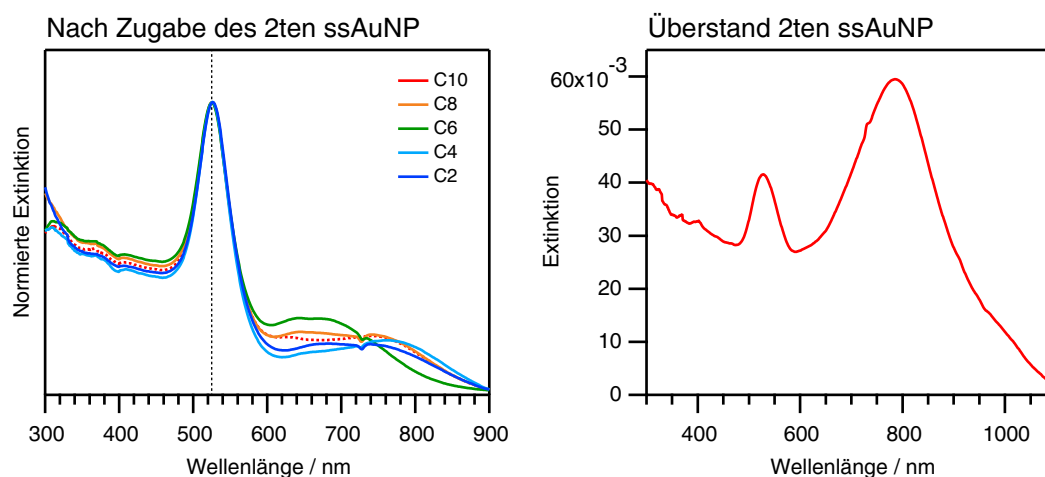 Nach Zugabe des 2ten ssAuNP
Normierte Extinktion
C10
C8
C6
C4
C2
300 400 500 600 700 800 900
Wellenlänge / nm
Überstand 2ten ssAuNP
Extinktion
60x10⁻³
50
40
30
20
10
0
400 600 800 1000
Wellenlänge / nm